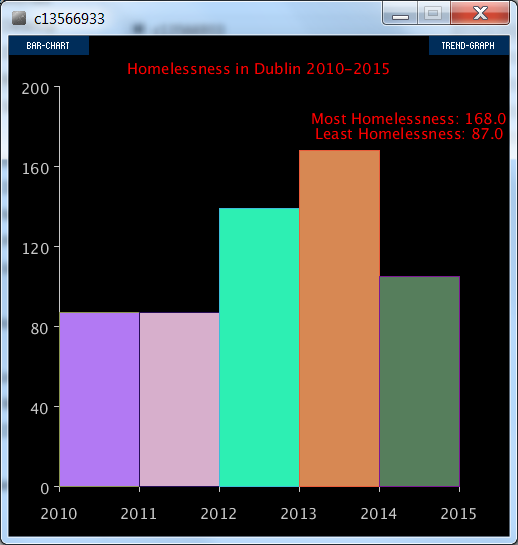 c13566933
BAR-CHART
TREND-GRAPH
Homelessness in Dublin 2010-2015
Most Homelessness: 168.0
Least Homelessness: 87.0
200
160
120
80
40
0
2010 2011 2012 2013 2014 2015